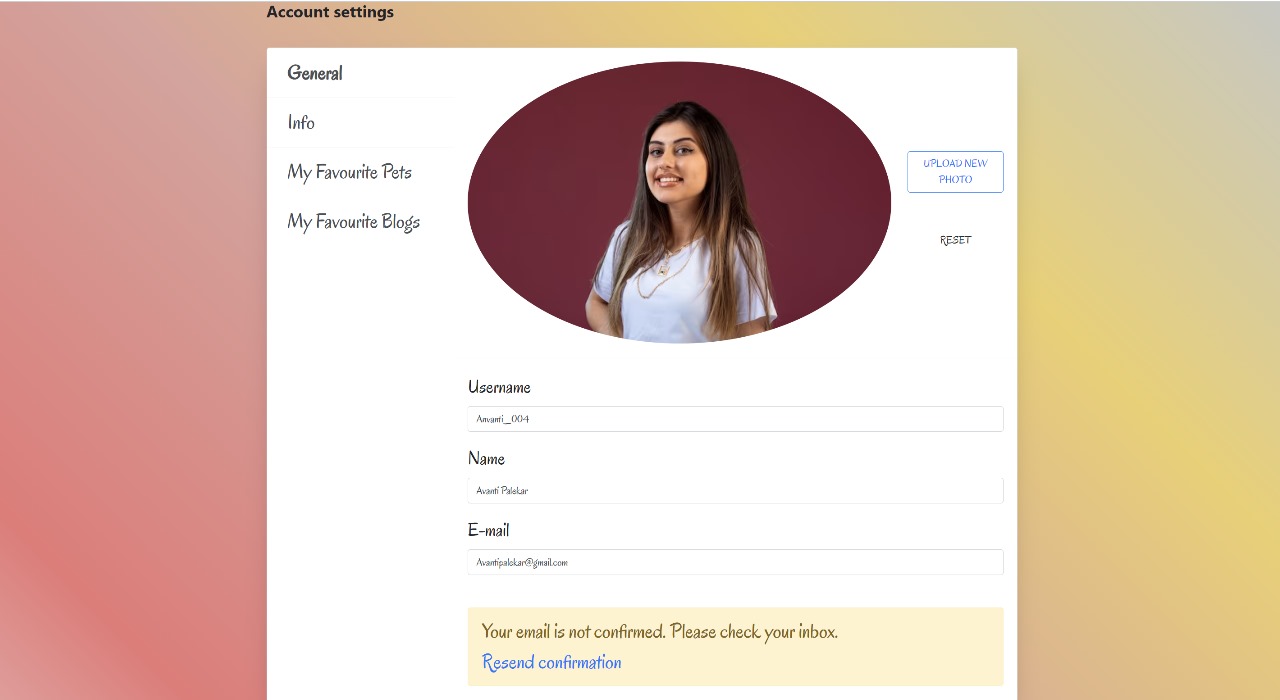 Account settings
General
Info
My Favourite Pets
My Favourite Blogs
UPLOAD NEW
PHOTO
RESET
Username
Anvanti_004
Name
Avanti Palekar
E-mail
Avantipalekar@gmail.com
Your email is not confirmed. Please check your inbox.
Resend confirmation